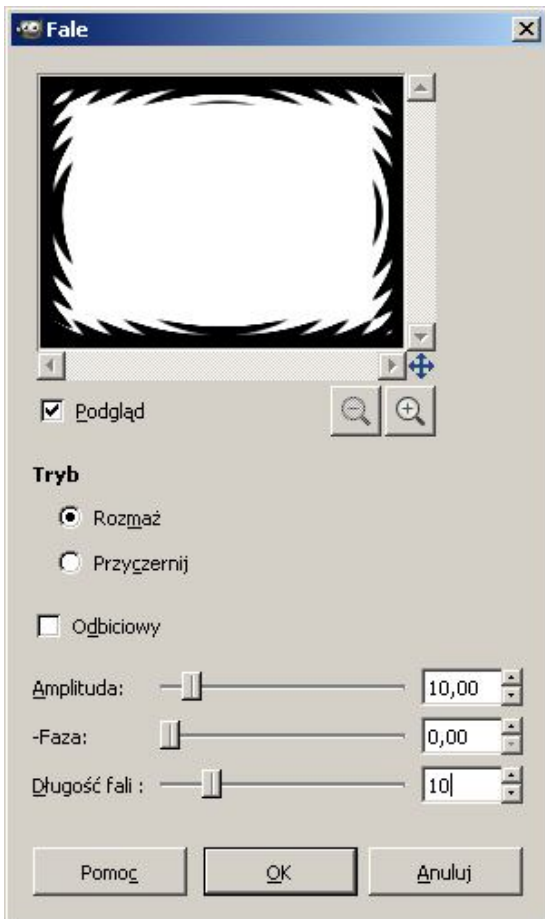 Fale
Podgląd
Tryb
Rozmaż
Przyczernij
Odbiciowy
Amplituda: 10,00
-Faza: 0,00
Długość fali : 10
Pomoc OK Anuluj